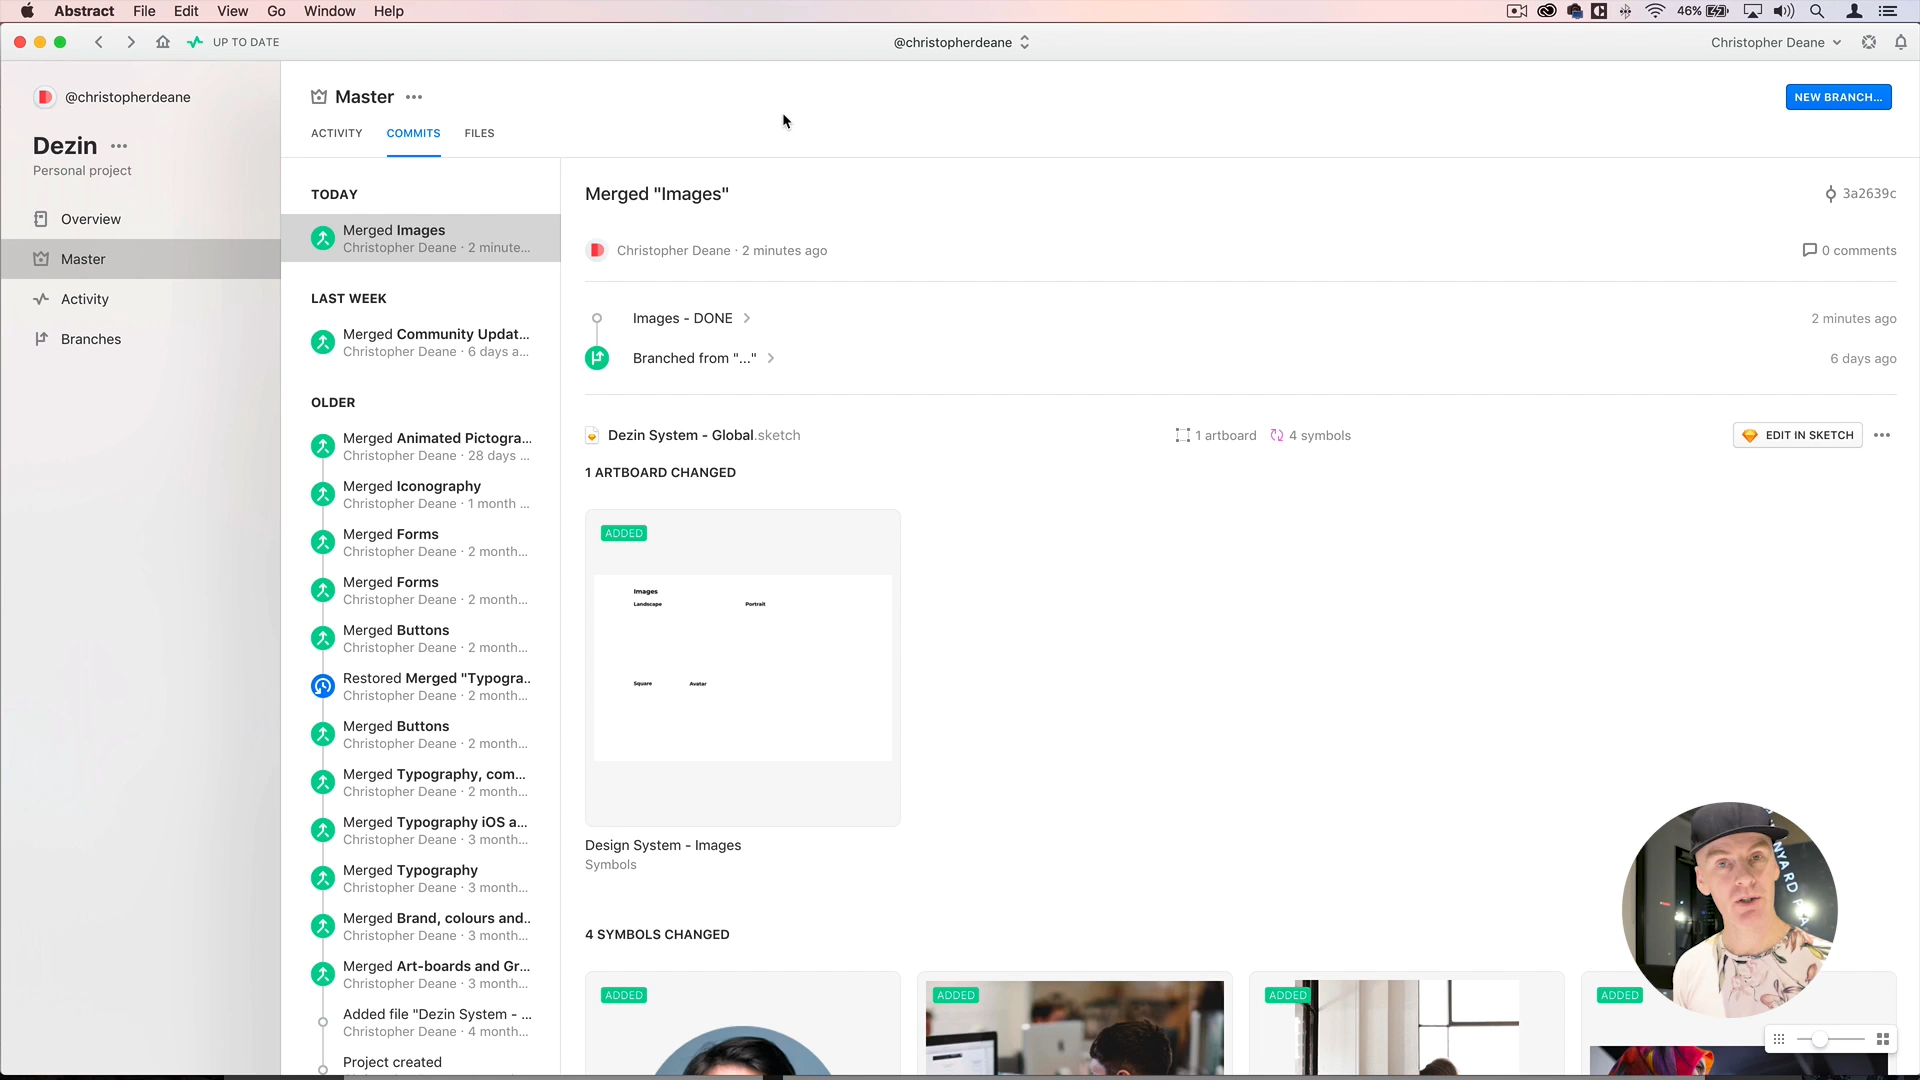 Abstract File Edit View Go Window Help
46%
UP TO DATE
@christopherdeane
Christopher Deane
@christopherdeane
Dezin
Personal project
Overview
Master
Activity
Branches
Master
NEW BRANCH...
ACTIVITY COMMITS FILES
TODAY
Merged Images
Christopher Deane · 2 minute...
LAST WEEK
Merged Community Updat...
Christopher Deane · 6 days a...
OLDER
Merged Animated Pictogra...
Christopher Deane · 28 days ...
Merged Iconography
Christopher Deane · 1 month ...
Merged Forms
Christopher Deane · 2 month...
Merged Forms
Christopher Deane · 2 month...
Merged Buttons
Christopher Deane · 2 month...
Restored Merged "Typogra..
Christopher Deane · 2 month...
Merged Buttons
Christopher Deane · 2 month...
Merged Typography, com...
Christopher Deane · 2 month...
Merged Typography iOS a...
Christopher Deane · 3 month...
Merged Typography
Christopher Deane · 3 month...
Merged Brand, colours and..
Christopher Deane · 3 month...
Merged Art-boards and Gr...
Christopher Deane · 3 month...
Added file "Dezin System - ...
Christopher Deane · 4 month...
Project created
Merged "Images"
3a2639c
Christopher Deane · 2 minutes ago
0 comments
Images - DONE
2 minutes ago
Branched from "..."
6 days ago
Dezin System - Global.sketch
1 artboard
4 symbols
EDIT IN SKETCH
1 ARTBOARD CHANGED
ADDED
Images
Landscape Portrait
Square Avatar
Design System - Images
Symbols
4 SYMBOLS CHANGED
ADDED
ADDED
ADDED
ADDED